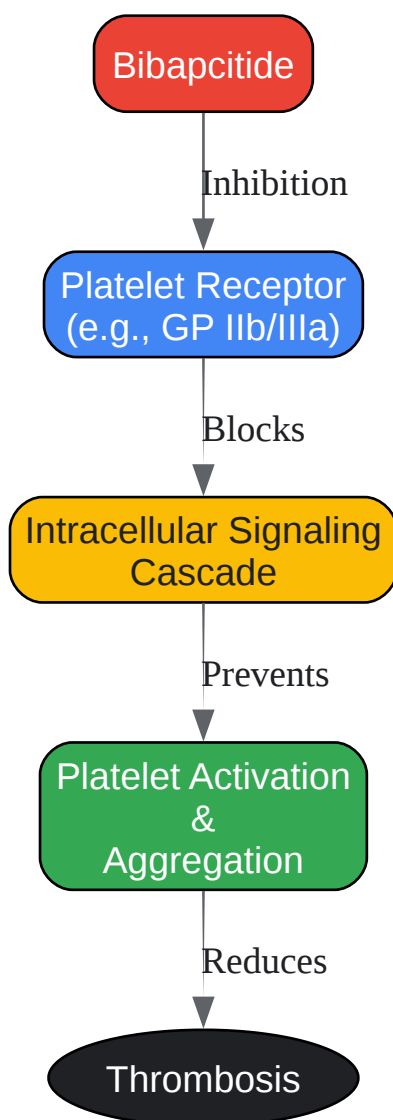 Bibapcitide
Inhibition
Platelet Receptor
(e.g., GP IIb/IIIa)
Blocks
Intracellular Signaling
Cascade
Prevents
Platelet Activation
&
Aggregation
Reduces
Thrombosis